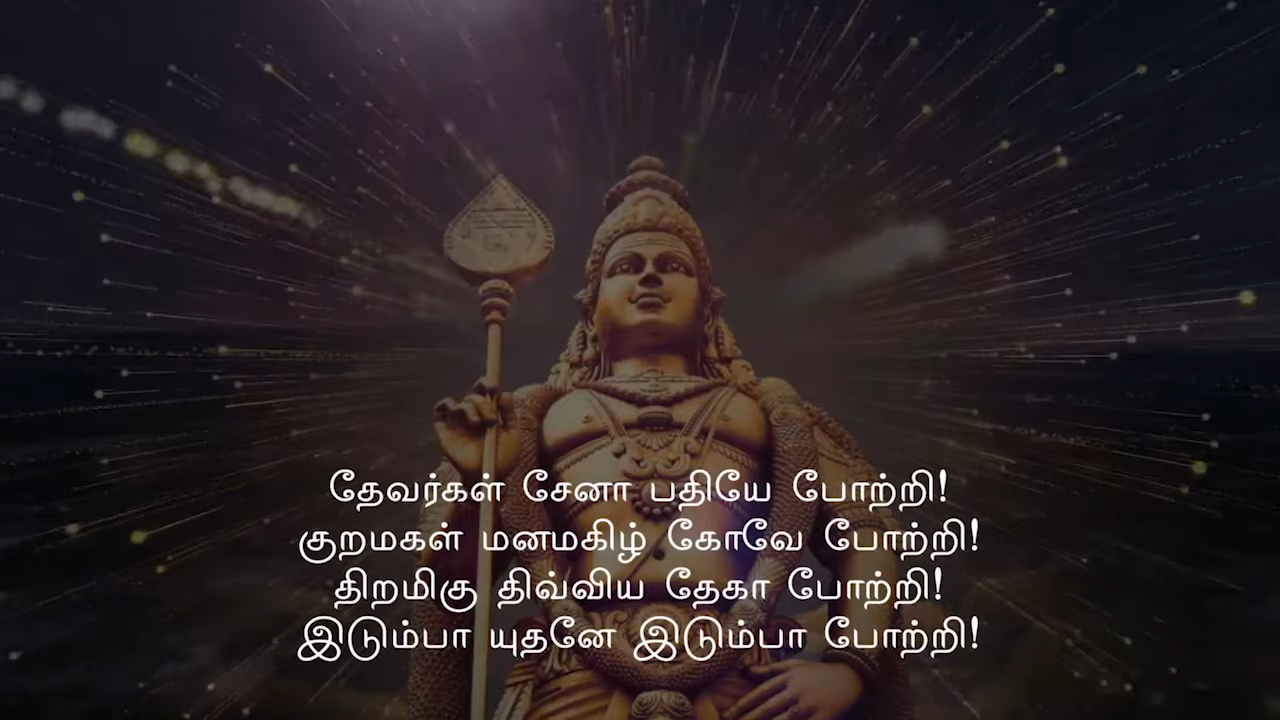 தேவர்கள் சேனா பதியே போற்றி!
குறமகள் மனமகிழ் கோவே போற்றி!
திறமிகு திவ்விய தேகா போற்றி!
இடும்பா யுதனே இடும்பா போற்றி!